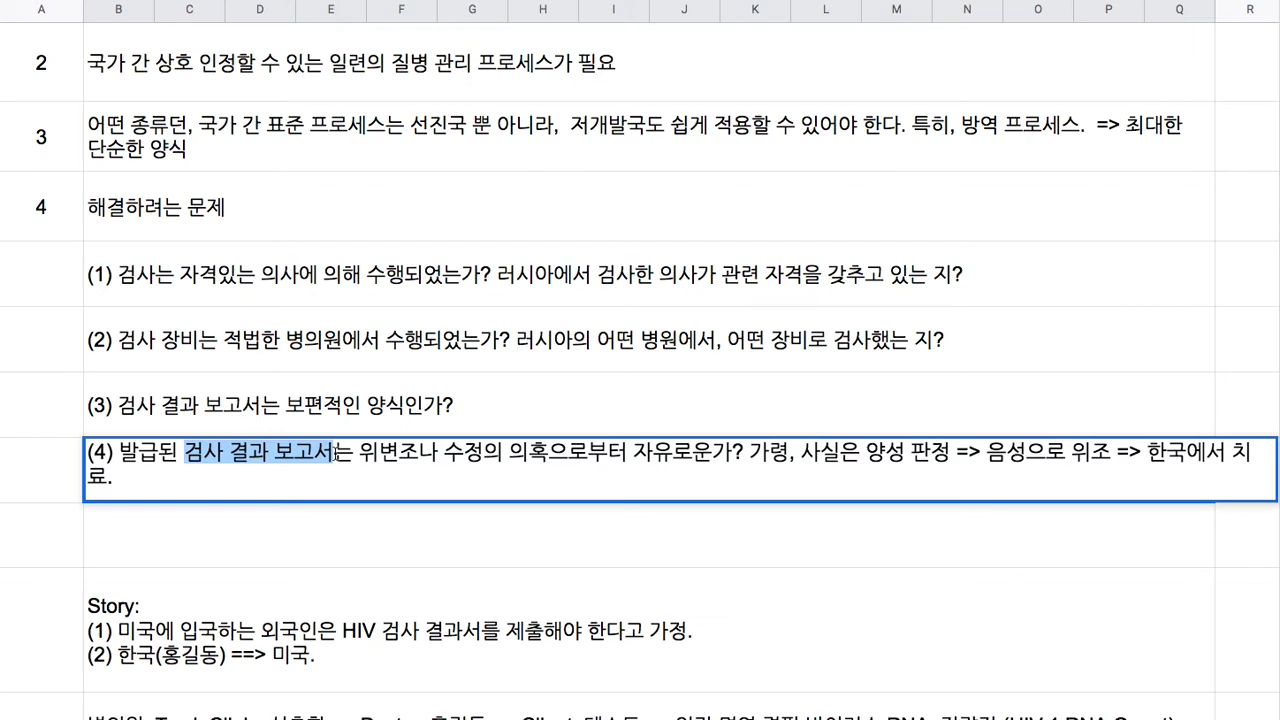 A B C D E F G H I J K L M N O P Q R
2 국가 간 상호 인정할 수 있는 일련의 질병 관리 프로세스가 필요
3 어떤 종류던, 국가 간 표준 프로세스는 선진국 뿐 아니라, 저개발국도 쉽게 적용할 수 있어야 한다. 특히, 방역 프로세스. => 최대한
단순한 양식
4 해결하려는 문제
(1) 검사는 자격있는 의사에 의해 수행되었는가? 러시아에서 검사한 의사가 관련 자격을 갖추고 있는 지?
(2) 검사 장비는 적법한 병의원에서 수행되었는가? 러시아의 어떤 병원에서, 어떤 장비로 검사했는 지?
(3) 검사 결과 보고서는 보편적인 양식인가?
(4) 발급된 검사 결과 보고서는 위변조나 수정의 의혹으로부터 자유로운가? 가령, 사실은 양성 판정 => 음성으로 위조 => 한국에서 치
료.
Story:
(1) 미국에 입국하는 외국인은 HIV 검사 결과서를 제출해야 한다고 가정.
(2) 한국(홍길동) ==> 미국.